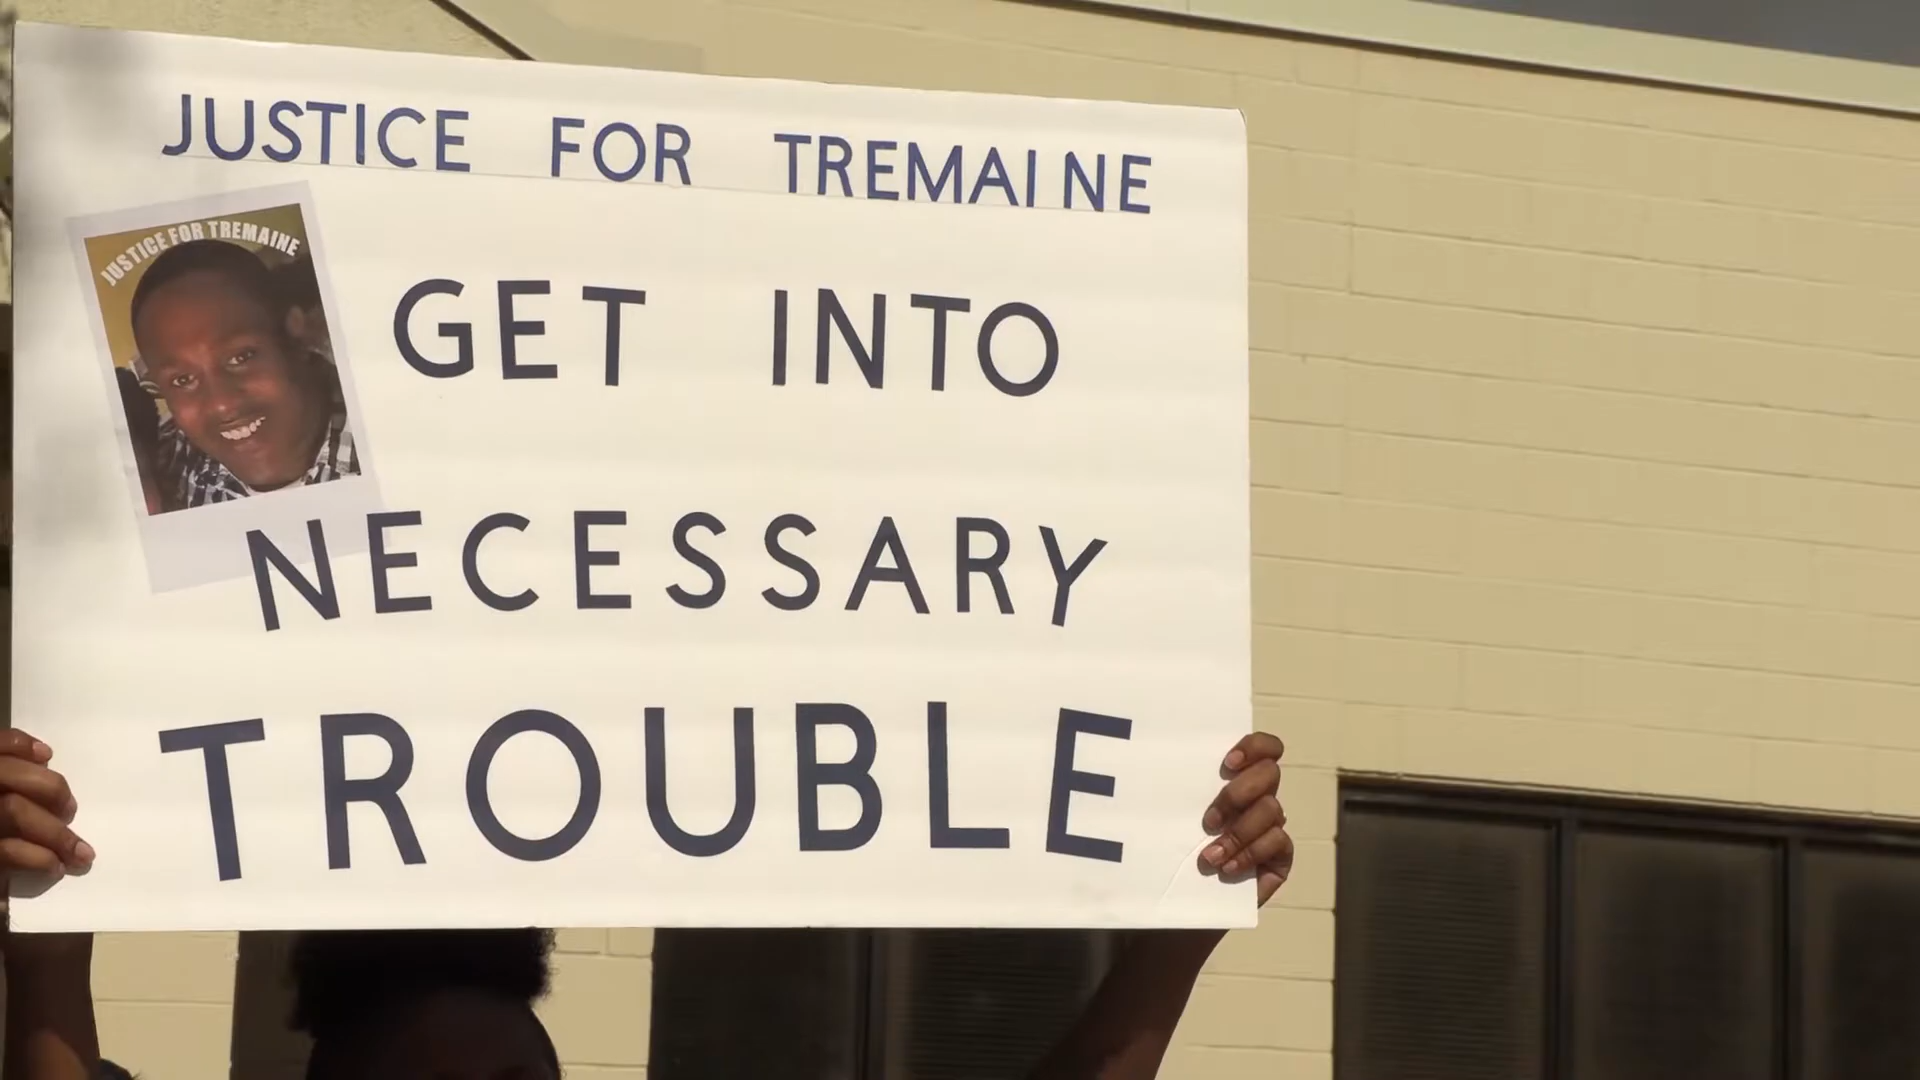 JUSTICE FOR TREMAINE
JUSTICE FOR TREMAINE
GET INTO
NECESSARY
TROUBLE